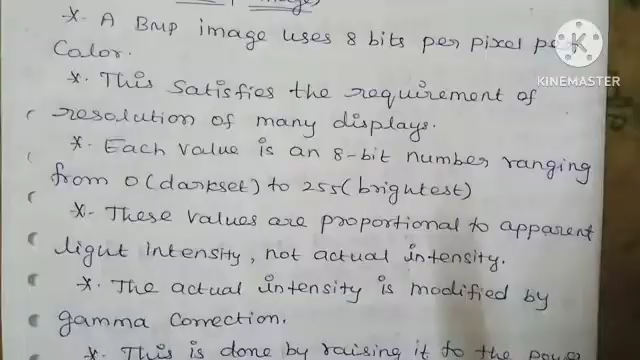 *. A Bmp image uses 8 bits per pixel per
Color.
*. This satisfies the requirement of
resolution of many displays.
*. Each value is an 8-bit number ranging
from 0 (darkset) to 255 (brightest)
*. These values are proportional to apparent
light intensity, not actual intensity.
*. The actual intensity is modified by
gamma correction.
*. This is done by raising it to the power
KINEMASTER